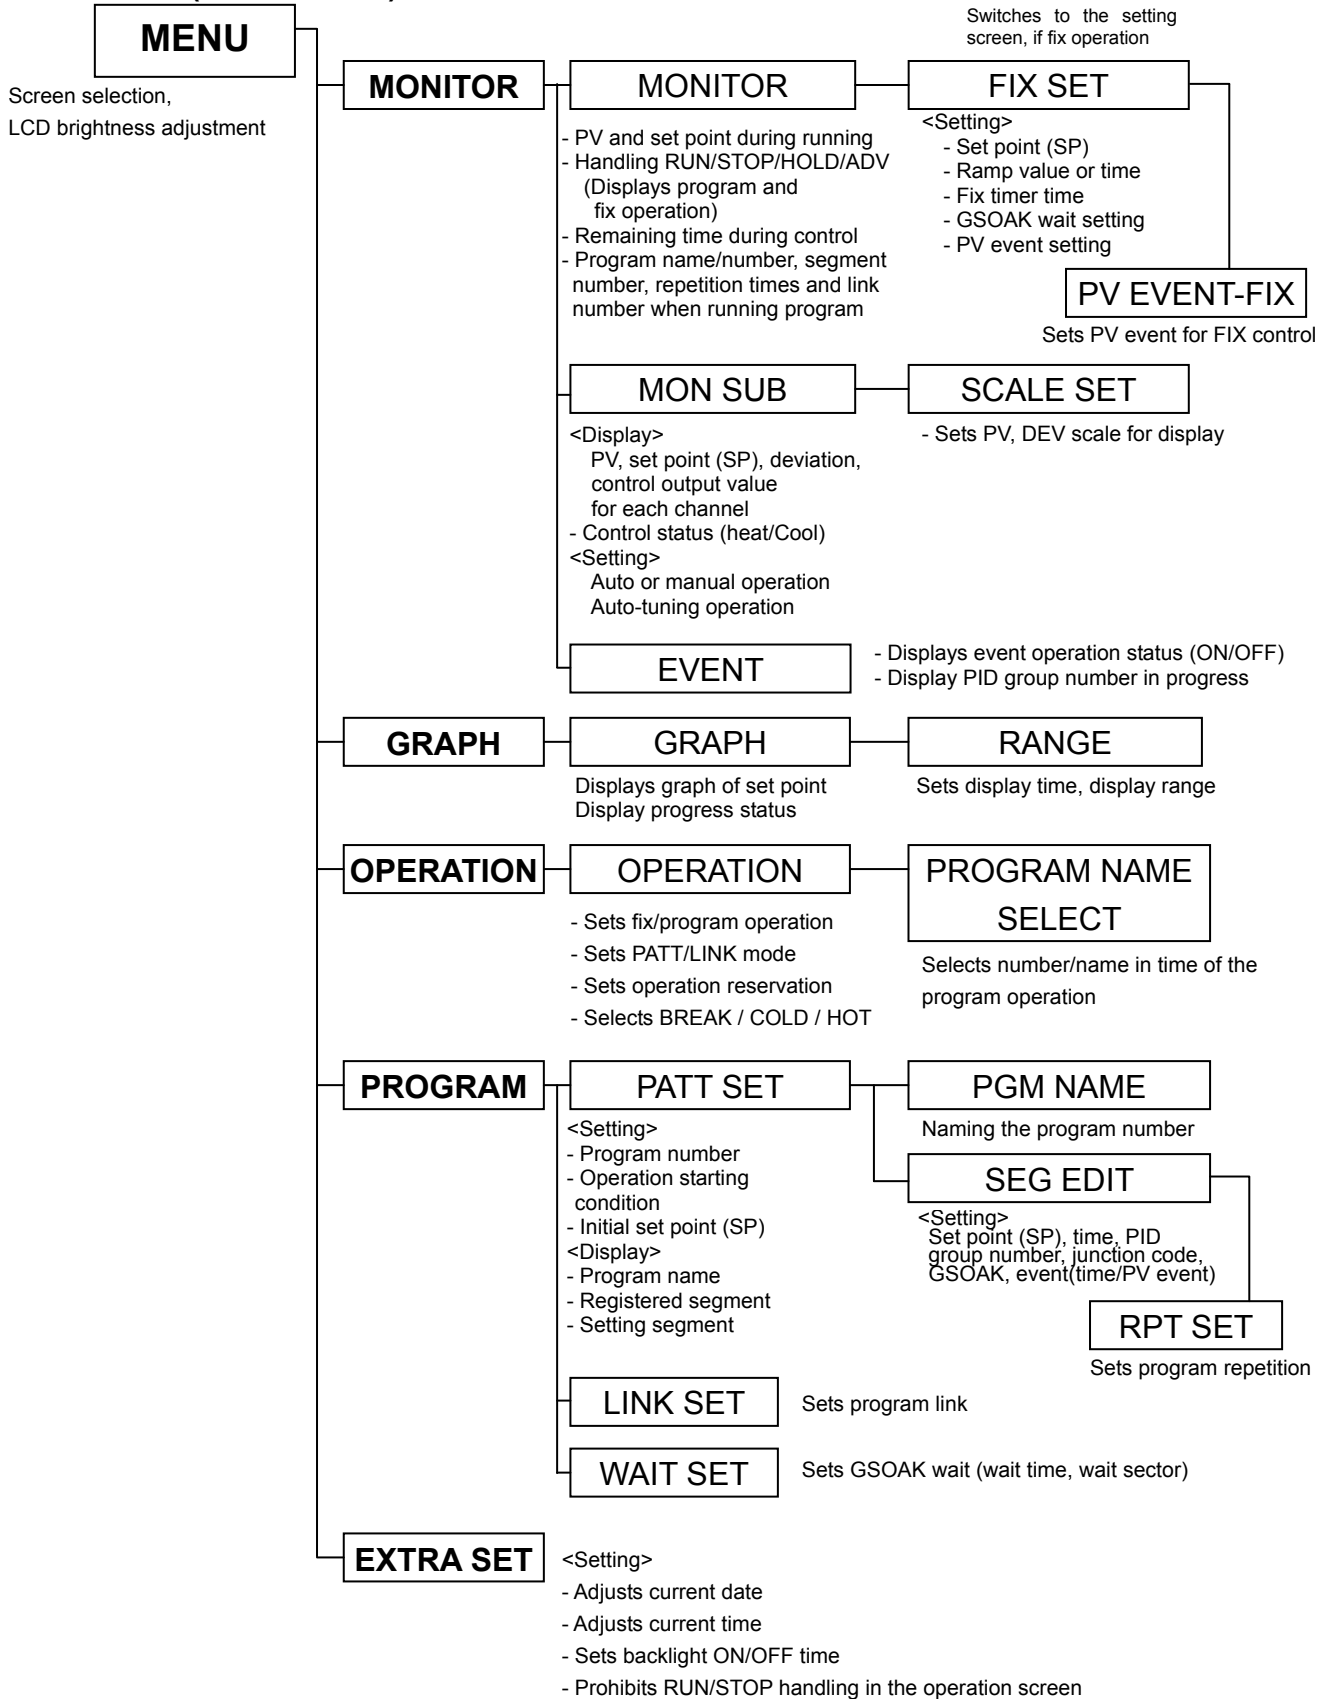 MENU
Screen selection,
LCD brightness adjustment
Switches to the setting
screen, if fix operation
MONITOR
MONITOR
FIX SET
- PV and set point during running
- Handling RUN/STOP/HOLD/ADV
(Displays program and
fix operation)
- Remaining time during control
- Program name/number, segment
number, repetition times and link
number when running program
<Setting>
- Set point (SP)
- Ramp value or time
- Fix timer time
- GSOAK wait setting
- PV event setting
PV EVENT-FIX
Sets PV event for FIX control
MON SUB
SCALE SET
<Display>
PV, set point (SP), deviation,
control output value
for each channel
- Control status (heat/Cool)
<Setting>
Auto or manual operation
Auto-tuning operation
- Sets PV, DEV scale for display
EVENT
- Displays event operation status (ON/OFF)
- Display PID group number in progress
GRAPH
GRAPH
RANGE
Displays graph of set point
Display progress status
Sets display time, display range
OPERATION
OPERATION
PROGRAM NAME
SELECT
- Sets fix/program operation
- Sets PATT/LINK mode
- Sets operation reservation
- Selects BREAK / COLD / HOT
Selects number/name in time of the
program operation
PROGRAM
PATT SET
PGM NAME
<Setting>
- Program number
- Operation starting
condition
- Initial set point (SP)
<Display>
- Program name
- Registered segment
- Setting segment
Naming the program number
SEG EDIT
<Setting>
Set point (SP), time, PID
group number, junction code,
GSOAK, event(time/PV event)
RPT SET
Sets program repetition
LINK SET
Sets program link
WAIT SET
Sets GSOAK wait (wait time, wait sector)
EXTRA SET
<Setting>
- Adjusts current date
- Adjusts current time
- Sets backlight ON/OFF time
- Prohibits RUN/STOP handling in the operation screen